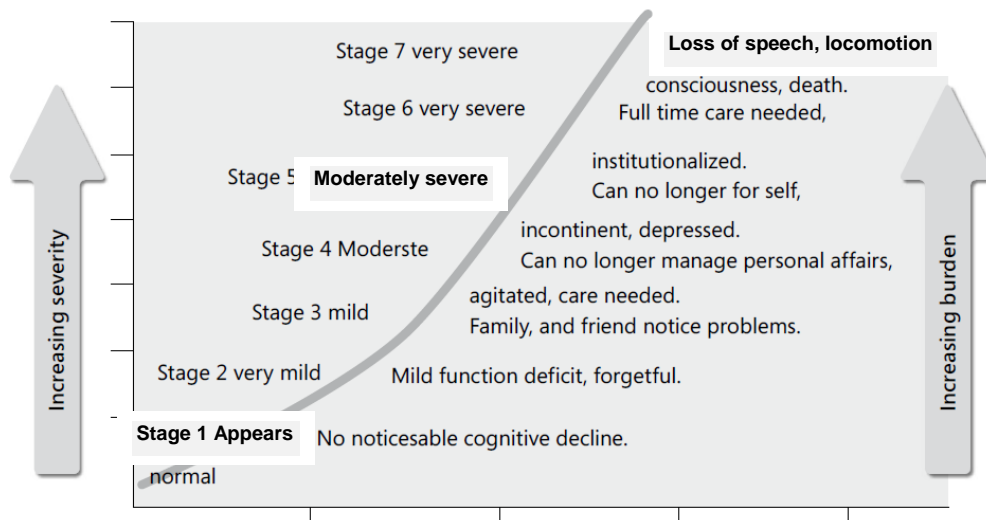 Loss of speech, locomotion
Stage 7 very severe
consciousness, death.
Stage 6 very severe
Full time care needed,
institutionalized.
Stage 5
Moderately severe
Can no longer for self,
incontinent, depressed.
Stage 4 Moderste
Can no longer manage personal affairs,
agitated, care needed.
Stage 3 mild
Family, and friend notice problems.
Stage 2 very mild
Mild function deficit, forgetful.
Stage 1 Appears
No noticesable cognitive decline.
normal
Increasing severity
Increasing burden